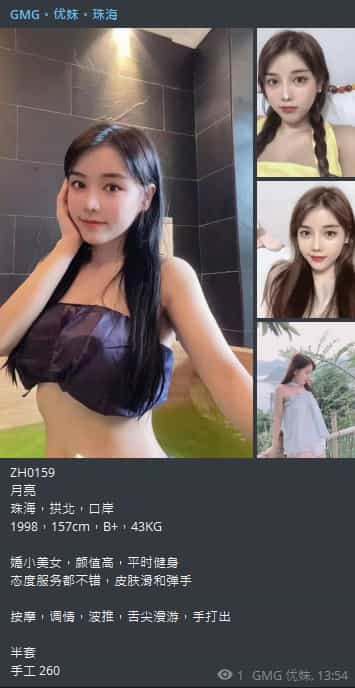 GMG • 优妹 • 珠海
ZH0159
月亮
珠海，拱北，口岸
1998，157cm，B+，43KG
嬌小美女，颜值高，平时健身
态度服务都不错，皮肤滑和弹手
按摩，调情，波推，舌尖漫游，手打出
半套
手工 260
1 GMG 优妹, 13:54